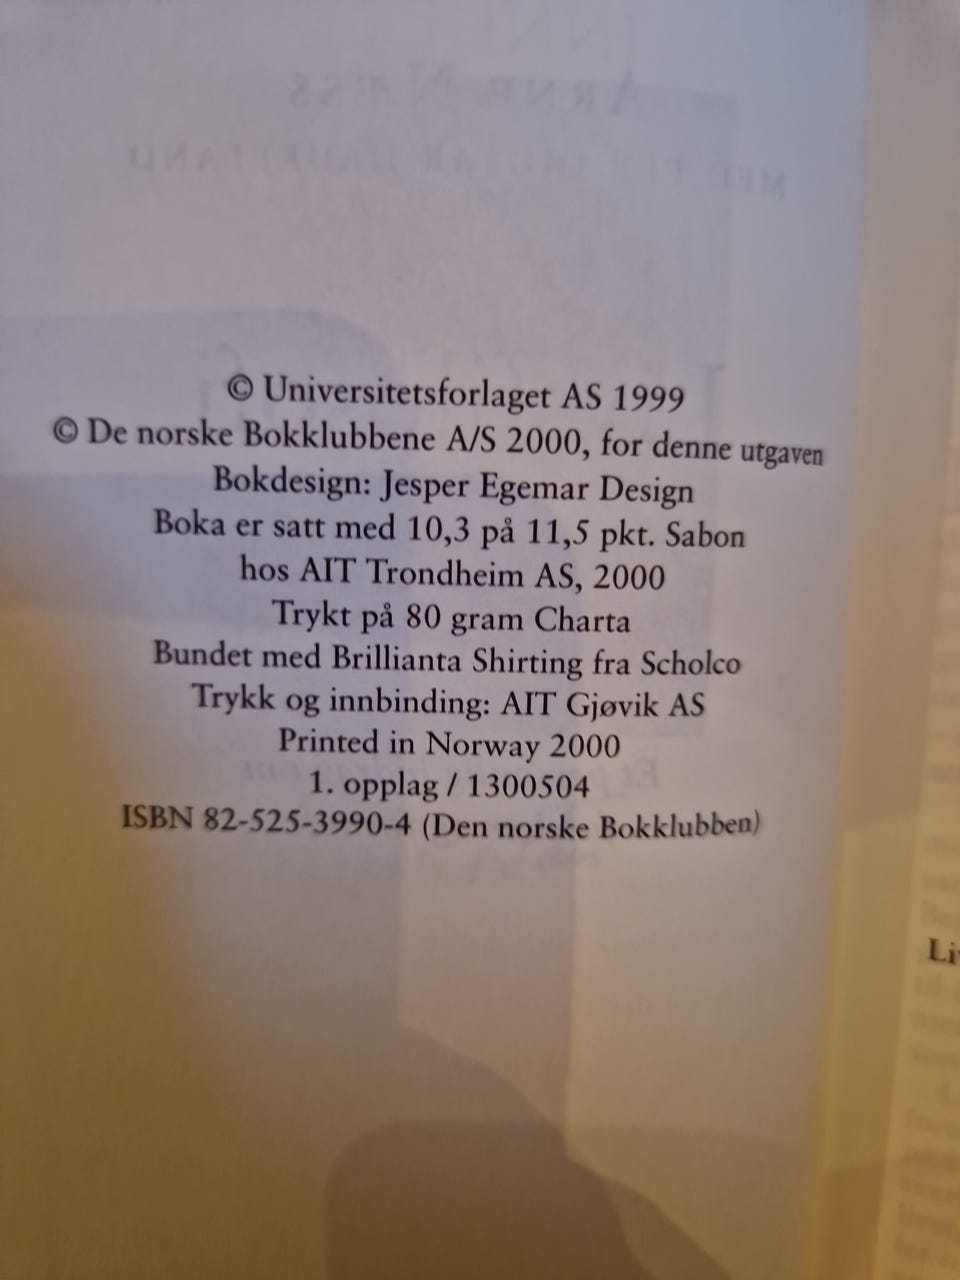 © Universitetsforlaget AS 1999
© De norske Bokklubbene A/S 2000, for denne utgaven
Bokdesign: Jesper Egemar Design
Boka er satt med 10,3 på 11,5 pkt. Sabon
hos AIT Trondheim AS, 2000
Trykt på 80 gram Charta
Bundet med Brillianta Shirting fra Scholco
Trykk og innbinding: AIT Gjøvik AS
Printed in Norway 2000
1. opplag / 1300504
ISBN 82-525-3990-4 (Den norske Bokklubben)